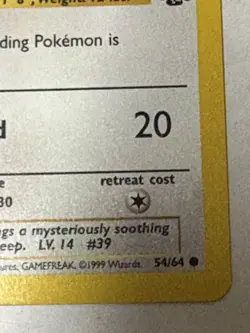 ding Pokémon is
20
retreat cost
30
gs a mysteriously soothing
eep. LV. 14 #39
ures, GAMEFREAK. ©1999 Wizards. 54/64